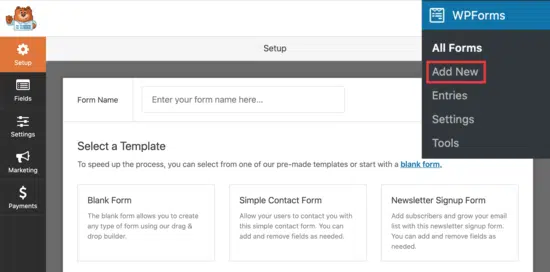 WPForms
All Forms
Add New
Entries
Settings
Tools
Setup
Setup
Fields
Settings
Marketing
Payments
Form Name
Enter your form name here...
Select a Template
To speed up the process, you can select from one of our pre-made templates or start with a blank form.
Blank Form
The blank form allows you to create
any type of form using our drag &
drop builder.
Simple Contact Form
Allow your users to contact you with
this simple contact form. You can
add and remove fields as needed.
Newsletter Signup Form
Add subscribers and grow your email
list with this newsletter signup form.
You can add and remove fields as
needed.